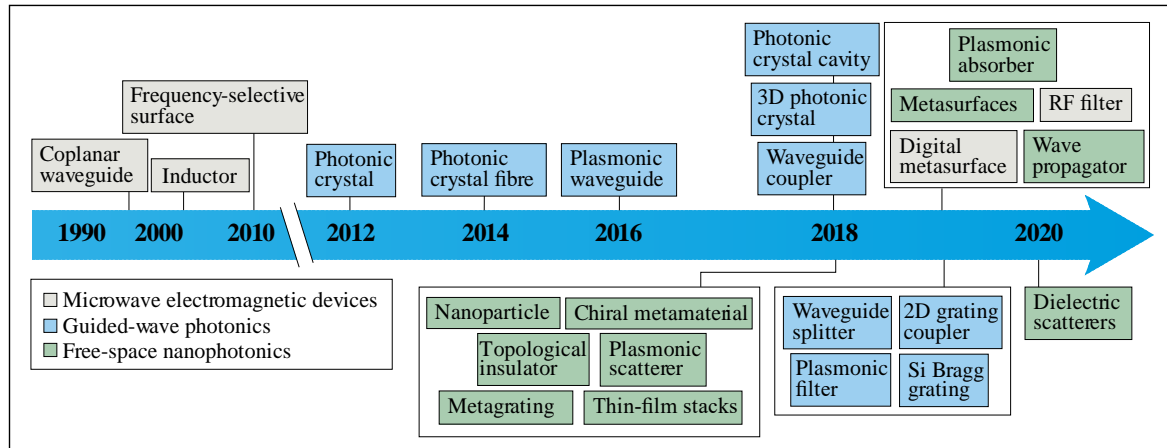 Photonic
crystal cavity
Plasmonic
absorber
Frequency-selective
surface
3D photonic
crystal
Metasurfaces
RF filter
Coplanar
waveguide
Inductor
Photonic
crystal
Photonic
crystal fibre
Plasmonic
waveguide
Waveguide
coupler
Digital
metasurface
Wave
propagator
1990 2000 2010 2012 2014 2016 2018 2020
Microwave electromagnetic devices
Guided-wave photonics
Free-space nanophotonics
Nanoparticle
Chiral metamaterial
Topological
insulator
Plasmonic
scatterer
Metagrating
Thin-film stacks
Waveguide
splitter
2D grating
coupler
Plasmonic
filter
Si Bragg
grating
Dielectric
scatterers